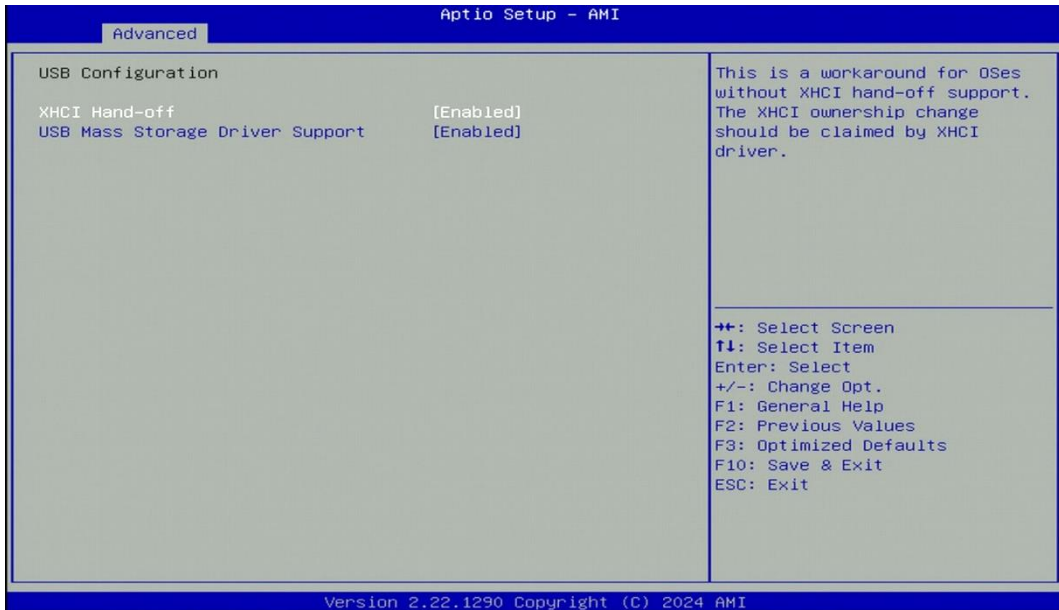 Aptio Setup - AMI
Advanced
USB Configuration
XHCI Hand-off [Enabled]
USB Mass Storage Driver Support [Enabled]
This is a workaround for OSes
without XHCI hand-off support.
The XHCI ownership change
should be claimed by XHCI
driver.
→←: Select Screen
↑↓: Select Item
Enter: Select
+/-: Change Opt.
F1: General Help
F2: Previous Values
F3: Optimized Defaults
F10: Save & Exit
ESC: Exit
Version 2.22.1290 Copyright (C) 2024 AMI